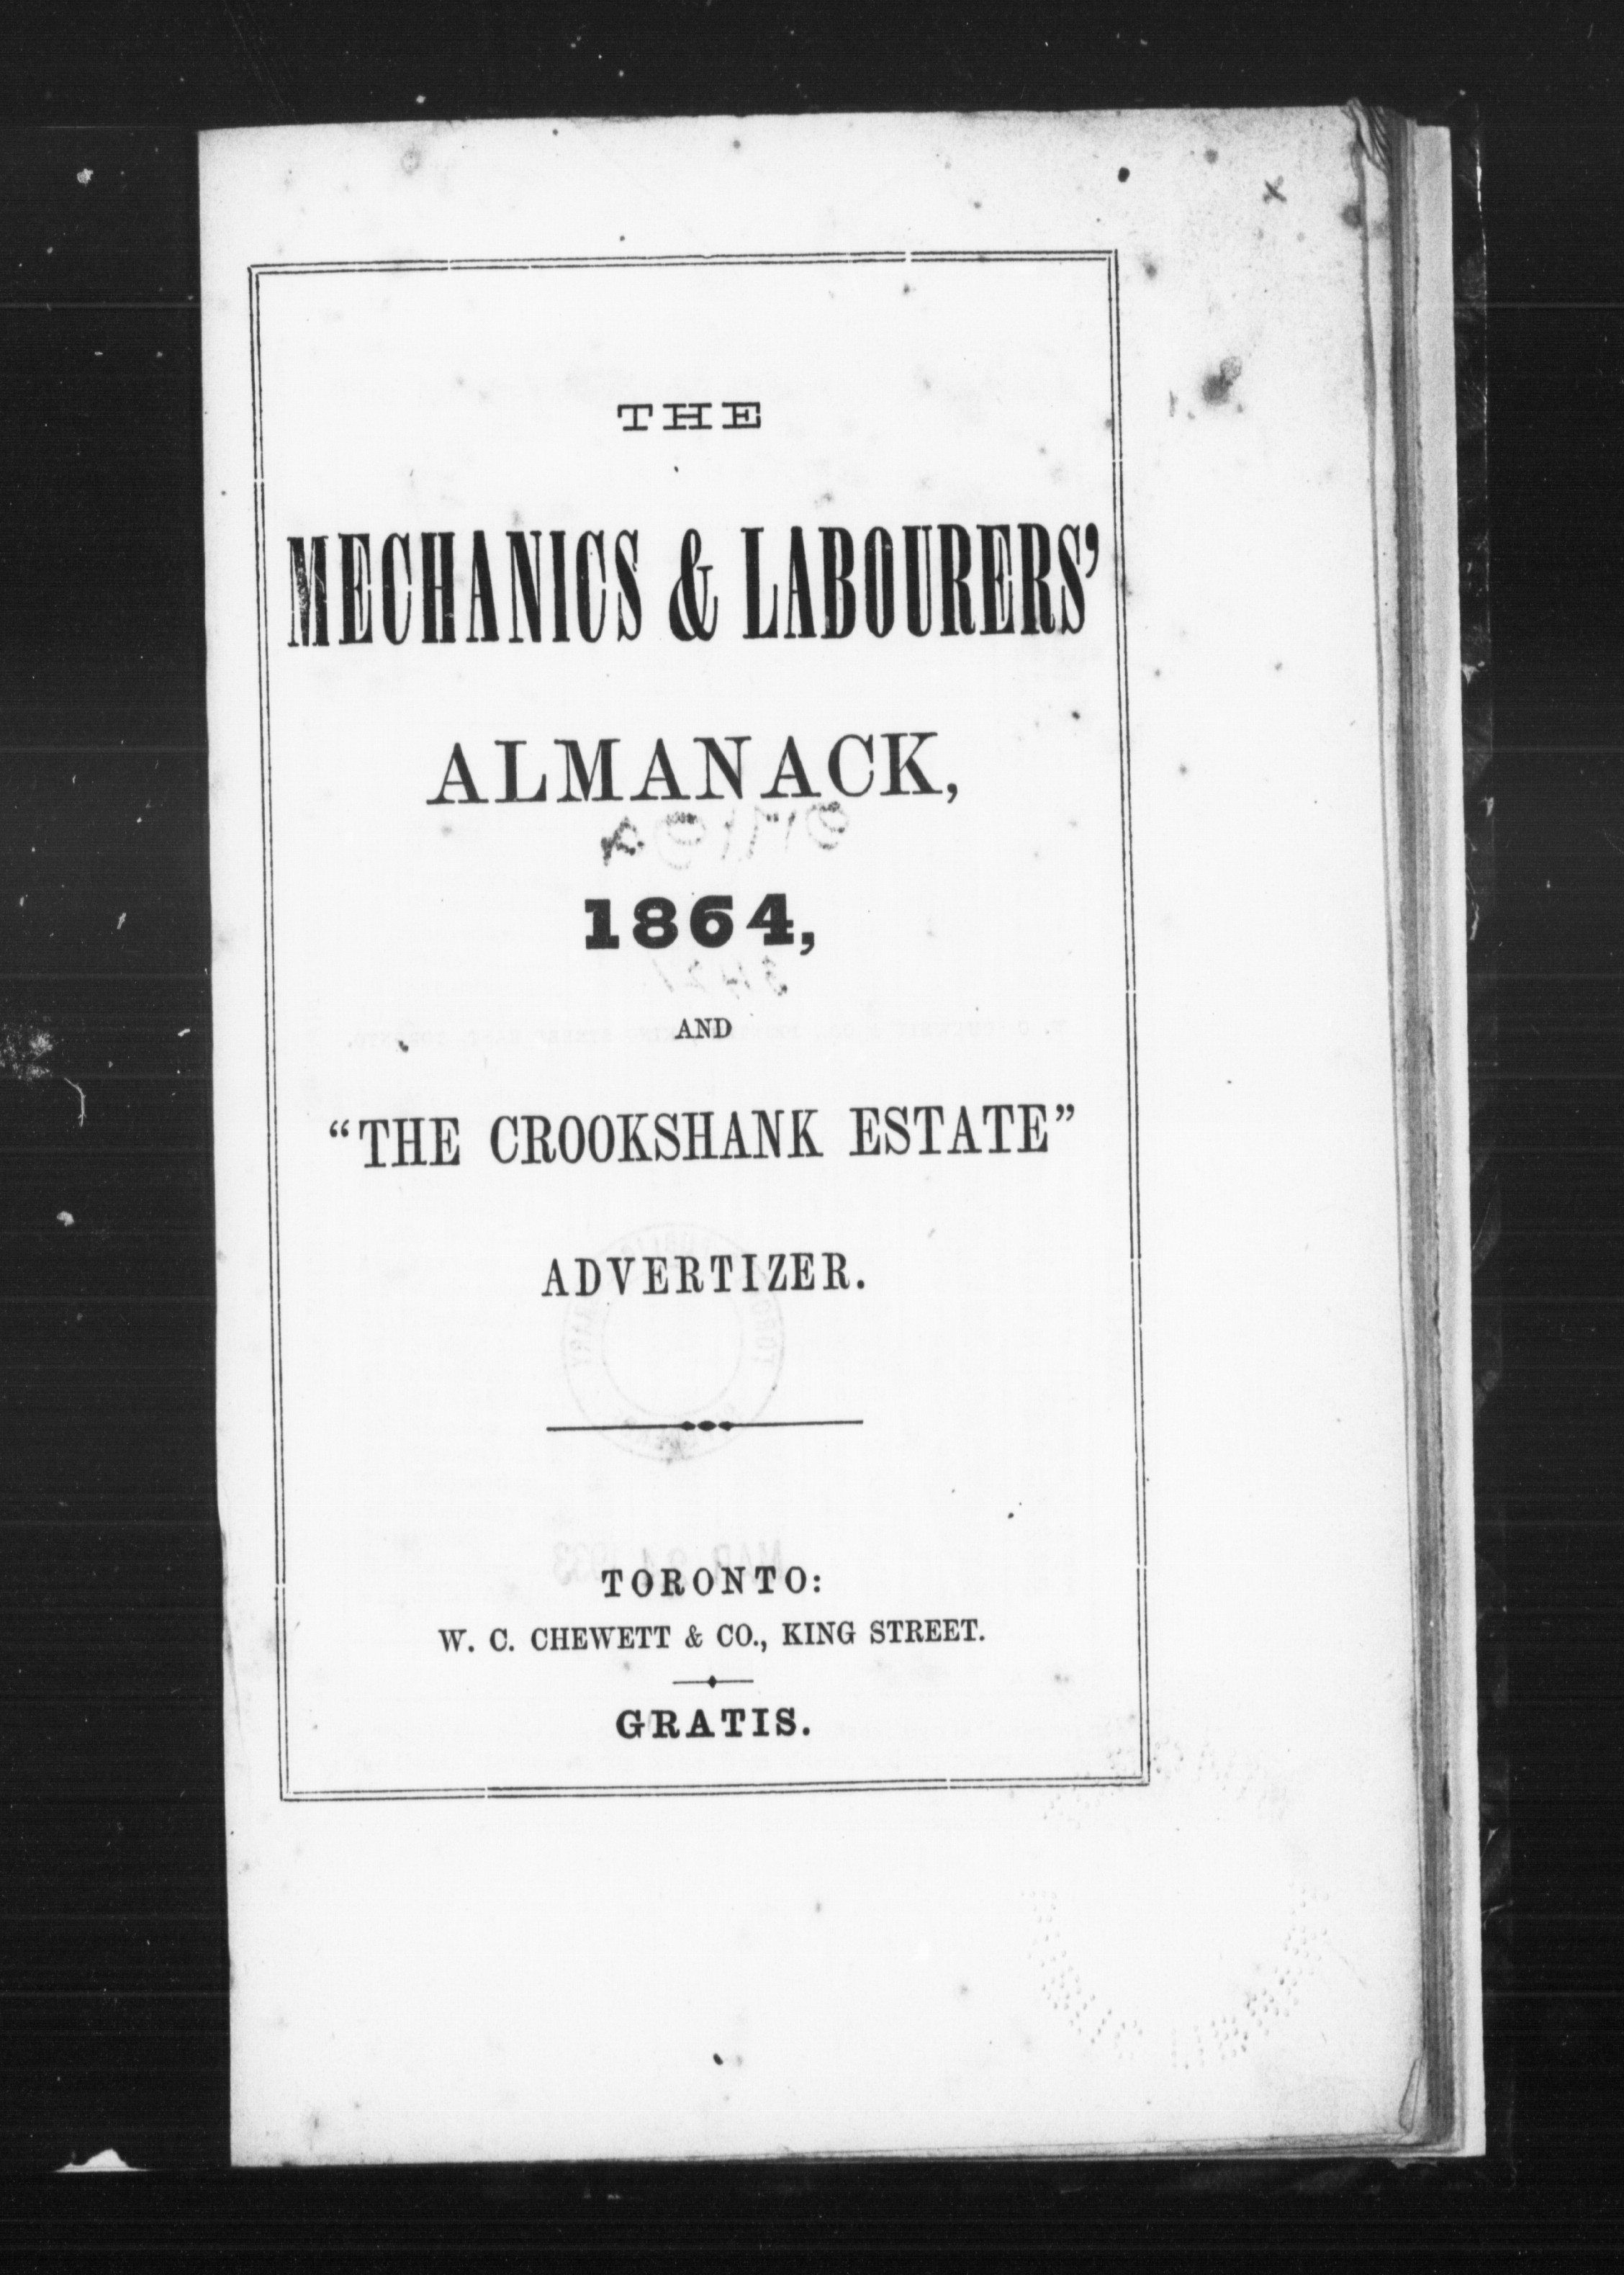 THE
MECHANICS & LABOURERS'
ALMANACK,
1864,
AND
"THE CROOKSHANK ESTATE"
ADVERTIZER.
TORONTO:
W. C. CHEWETT & CO., KING STREET.
GRATIS.